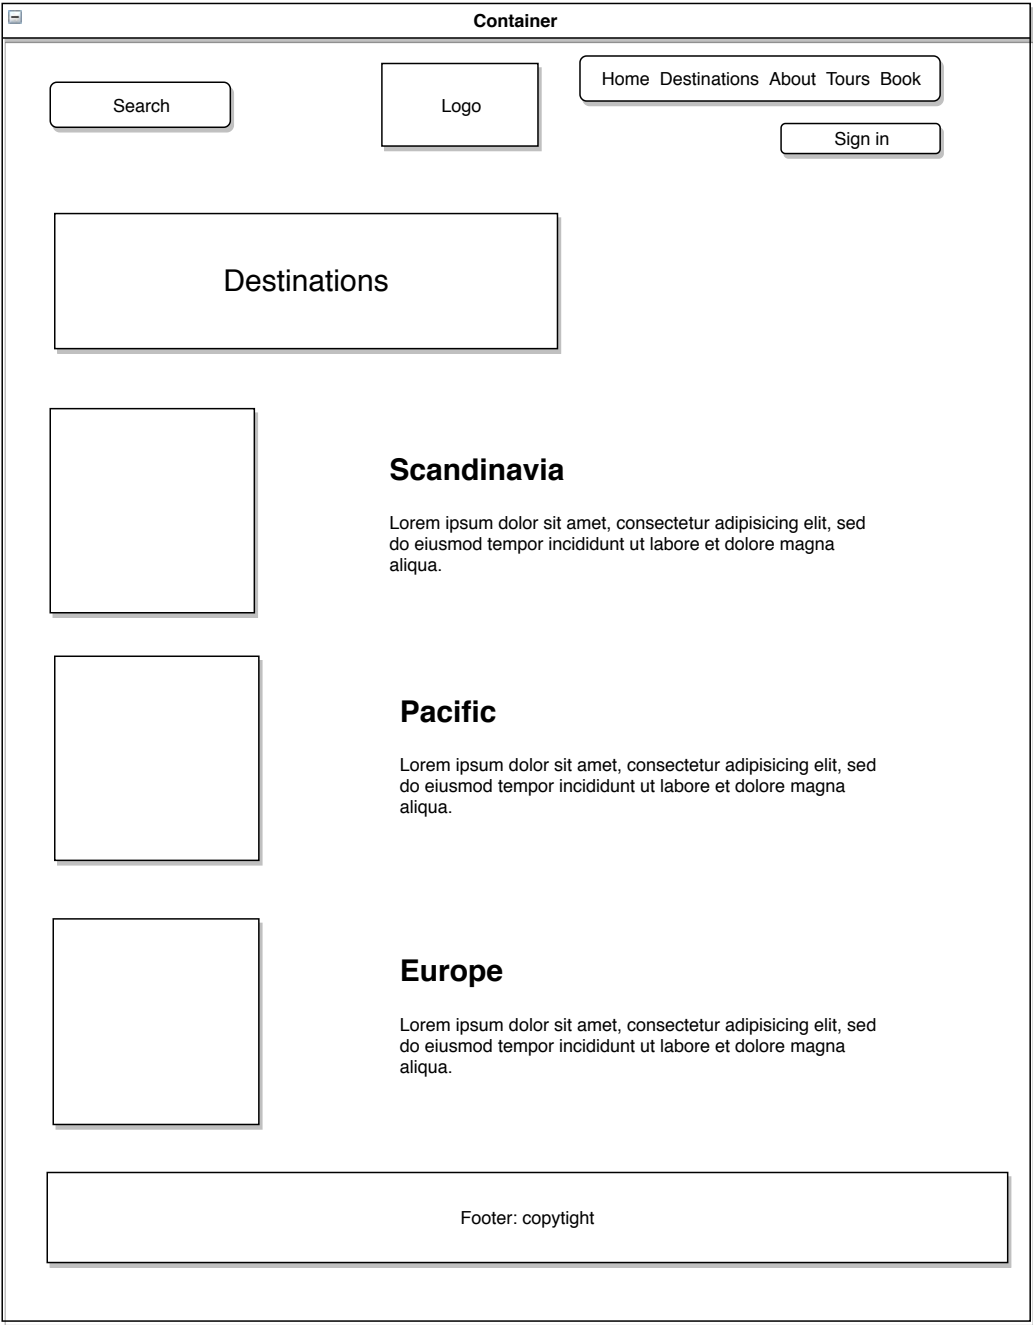 Container
Search
Logo
Home Destinations About Tours Book
Sign in
Destinations
Scandinavia
Lorem ipsum dolor sit amet, consectetur adipisicing elit, sed
do eiusmod tempor incididunt ut labore et dolore magna
aliqua.
Pacific
Lorem ipsum dolor sit amet, consectetur adipisicing elit, sed
do eiusmod tempor incididunt ut labore et dolore magna
aliqua.
Europe
Lorem ipsum dolor sit amet, consectetur adipisicing elit, sed
do eiusmod tempor incididunt ut labore et dolore magna
aliqua.
Footer: copytight